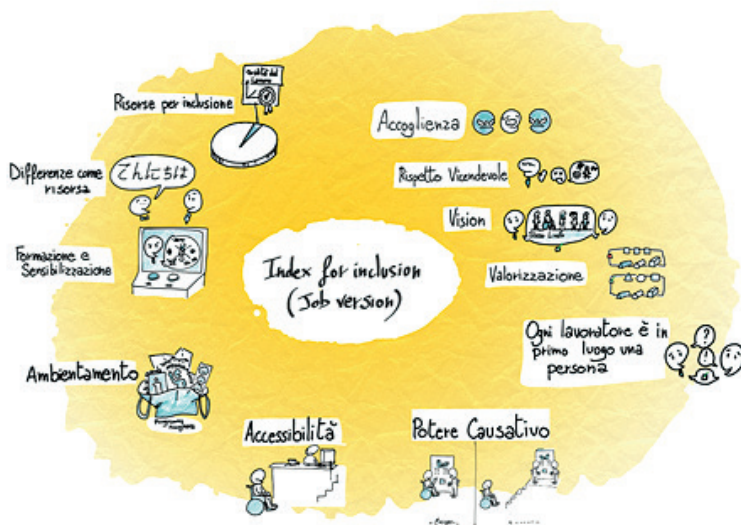 Index for inclusion
(Job version)
Risorse per inclusione
Accoglienza
Differenze come
risorsa
こんにちは
Rispetto Vicendevole
Vision
Formazione e
Sensibilizzazione
Valorizzazione
Ogni lavoratore è in
primo luogo una
persona
?
!
Ambientamento
Accessibilità
Potere Causativo